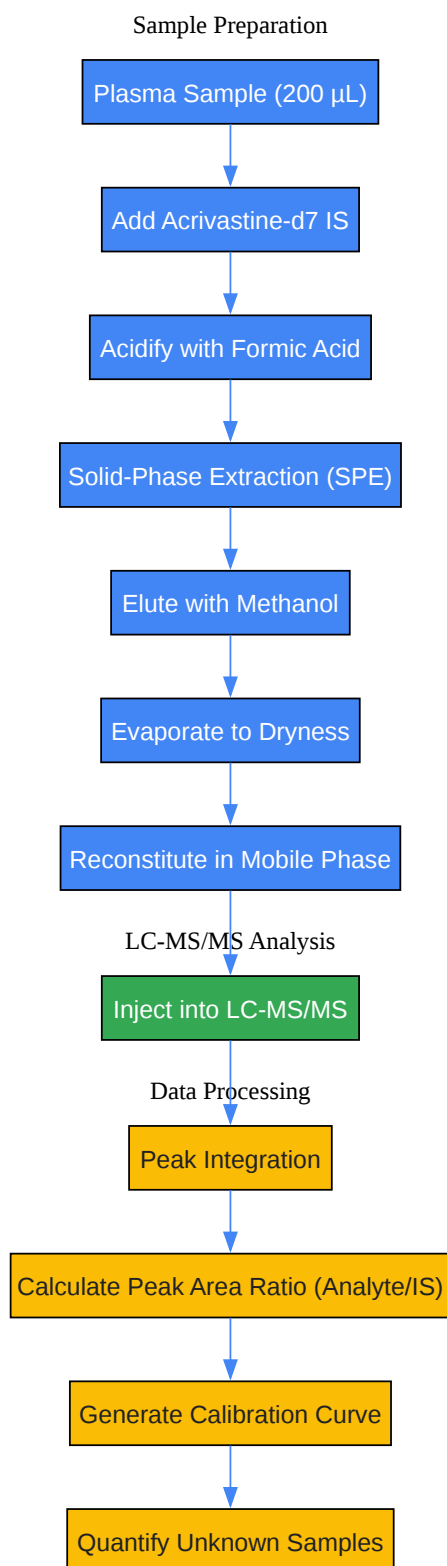 Sample Preparation
Plasma Sample (200 µL)
Add Acrivastine-d7 IS
Acidify with Formic Acid
Solid-Phase Extraction (SPE)
Elute with Methanol
Evaporate to Dryness
Reconstitute in Mobile Phase
LC-MS/MS Analysis
Inject into LC-MS/MS
Data Processing
Peak Integration
Calculate Peak Area Ratio (Analyte/IS)
Generate Calibration Curve
Quantify Unknown Samples